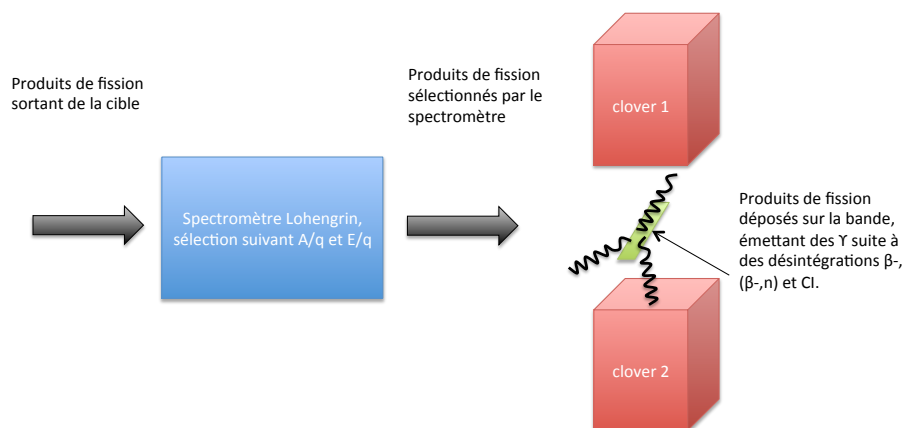 Produits de fission
sortant de la cible
Produits de fission
sélectionnés par le
spectromètre
clover 1
Spectromètre Lohengrin,
sélection suivant A/q et E/q
Produits de fission
déposés sur la bande,
émettant des ϒ suite à
des désintégrations β-,
(β-,n) et CI.
clover 2